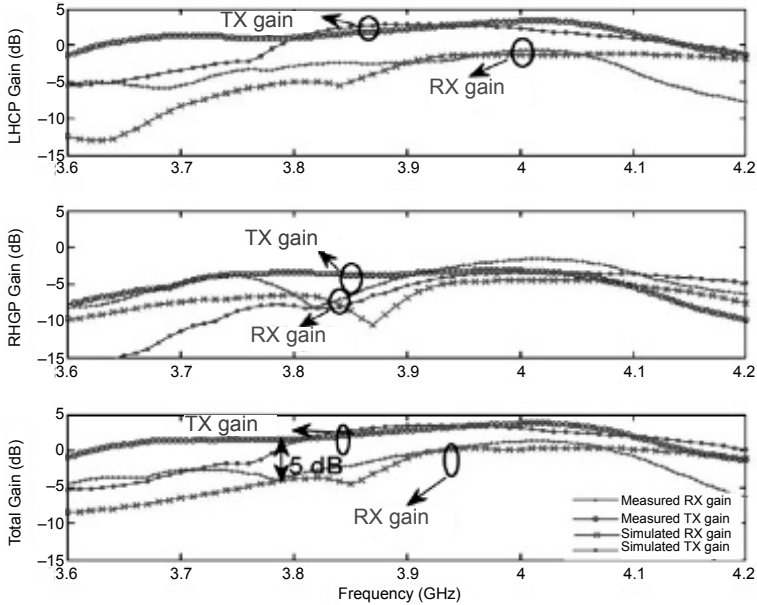 TX gain
RX gain
LHCP Gain (dB)
5
0
–5
–10
–15
3.6
3.7
3.8
3.9
4
4.1
4.2
TX gain
RX gain
RHGP Gain (dB)
5
0
–5
–10
–15
3.6
3.7
3.8
3.9
4
4.1
4.2
TX gain
5 dB
RX gain
Total Gain (dB)
5
0
–5
–10
–15
Measured RX gain
Measured TX gain
Simulated RX gain
Simulated TX gain
3.6
3.7
3.8
3.9
4
4.1
4.2
Frequency (GHz)